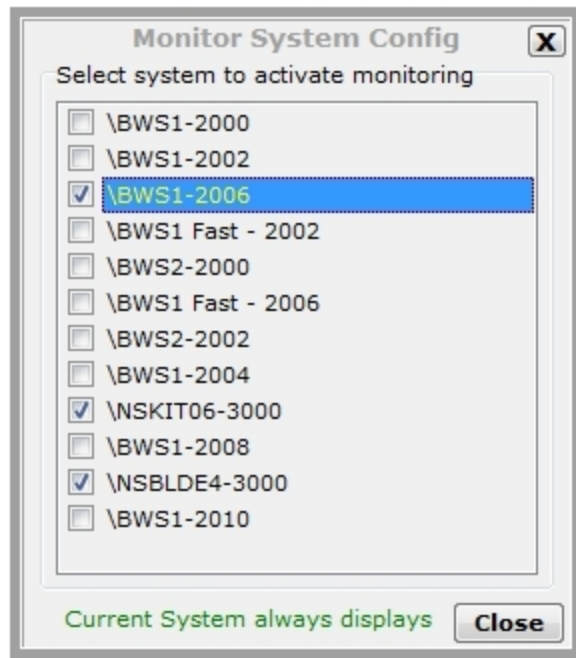 Monitor System Config
X
Select system to activate monitoring
\BWS1-2000
\BWS1-2002
\BWS1-2006
\BWS1 Fast - 2002
\BWS2-2000
\BWS1 Fast - 2006
\BWS2-2002
\BWS1-2004
\NSKIT06-3000
\BWS1-2008
\NSBLDE4-3000
\BWS1-2010
Current System always displays
Close